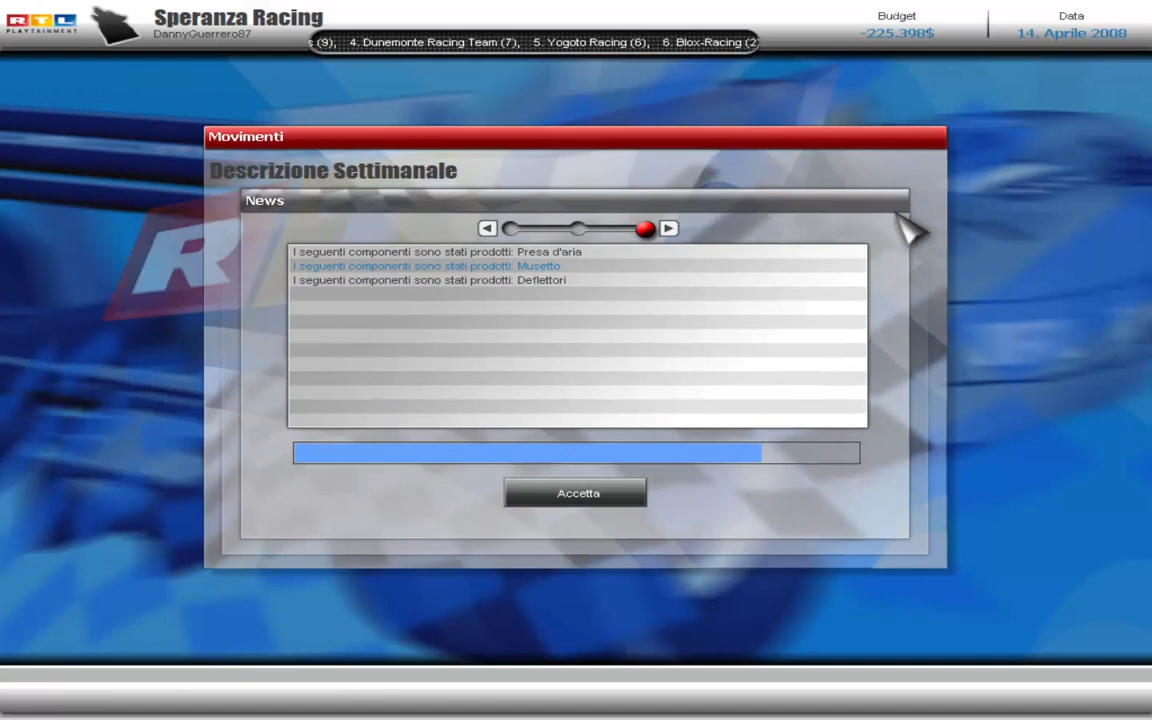 RTL
PLAYTAINMENT
Speranza Racing
DannyGuerrero87
s (9), 4. Dunemonte Racing Team (7), 5. Yogoto Racing (6), 6. Blox-Racing (2
Budget
-225.398$
Data
14. Aprile 2008
Movimenti
Descrizione Settimanale
News
I seguenti componenti sono stati prodotti: Presa d'aria
I seguenti componenti sono stati prodotti: Musetto
I seguenti componenti sono stati prodotti: Deflettori
Accetta